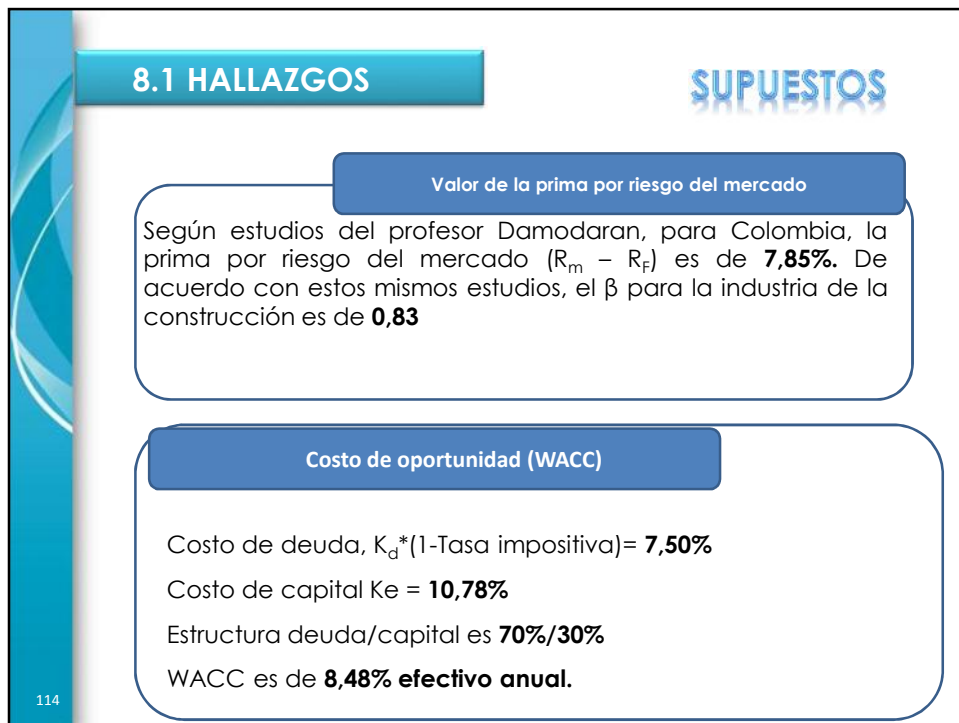 8.1 HALLAZGOS
SUPUESTOS
Valor de la prima por riesgo del mercado
Según estudios del profesor Damodaran, para Colombia, la
prima por riesgo del mercado (Rm – RF) es de 7,85%. De
acuerdo con estos mismos estudios, el β para la industria de la
construcción es de 0,83
Costo de oportunidad (WACC)
Costo de deuda, Kd*(1-Tasa impositiva)= 7,50%
Costo de capital Ke = 10,78%
Estructura deuda/capital es 70%/30%
WACC es de 8,48% efectivo anual.
114